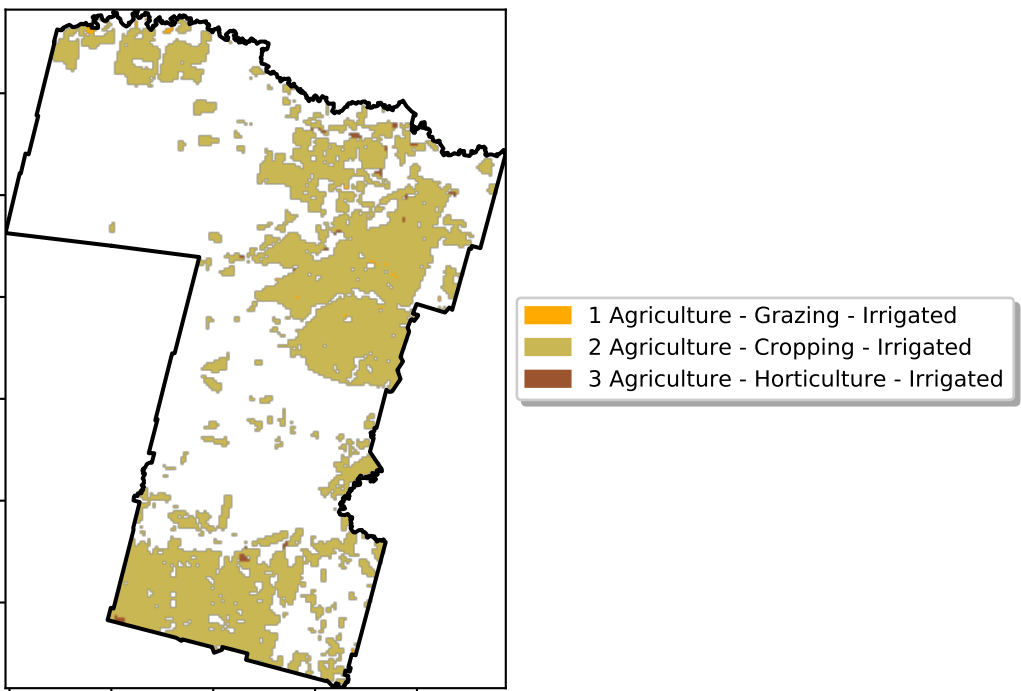 1 Agriculture - Grazing - Irrigated
2 Agriculture - Cropping - Irrigated
3 Agriculture - Horticulture - Irrigated